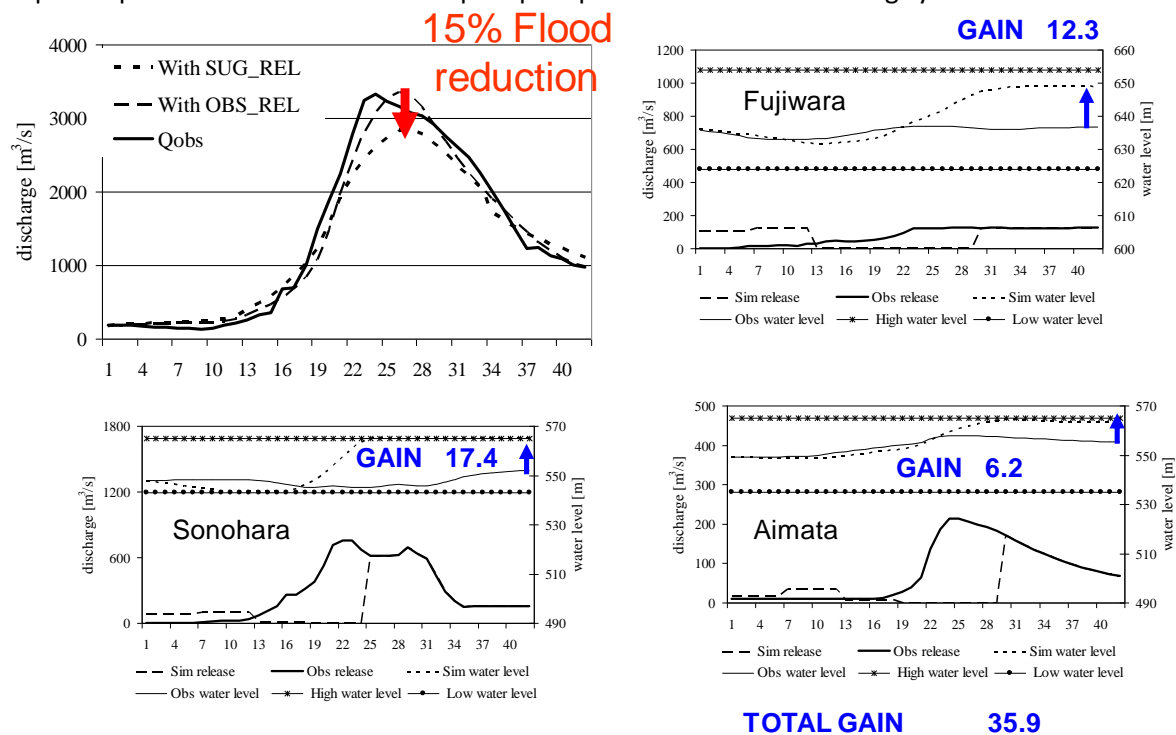 15% Flood
reduction
4000
3000
2000
1000
0
discharge [m³/s]
With SUG_REL
With OBS_REL
Qobs
1 4 7 10 13 16 19 22 25 28 31 34 37 40
GAIN 12.3
1200
1000
800
600
400
200
0
discharge [m³/s]
Fujiwara
660
650
640
630
620
610
600
water level [m]
1 4 7 10 13 16 19 22 25 28 31 34 37 40
Sim release Obs release Sim water level
Obs water level High water level Low water level
1800
1200
600
0
discharge [m³/s]
GAIN 17.4
Sonohara
570
550
530
510
490
water level [m]
1 4 7 10 13 16 19 22 25 28 31 34 37 40
Sim release Obs release Sim water level
Obs water level High water level Low water level
500
400
300
200
100
0
discharge [m³/s]
GAIN 6.2
Aimata
570
550
530
510
490
water level [m]
1 4 7 10 13 16 19 22 25 28 31 34 37 40
Sim release Obs release Sim water level
Obs water level High water level Low water level
TOTAL GAIN 35.9